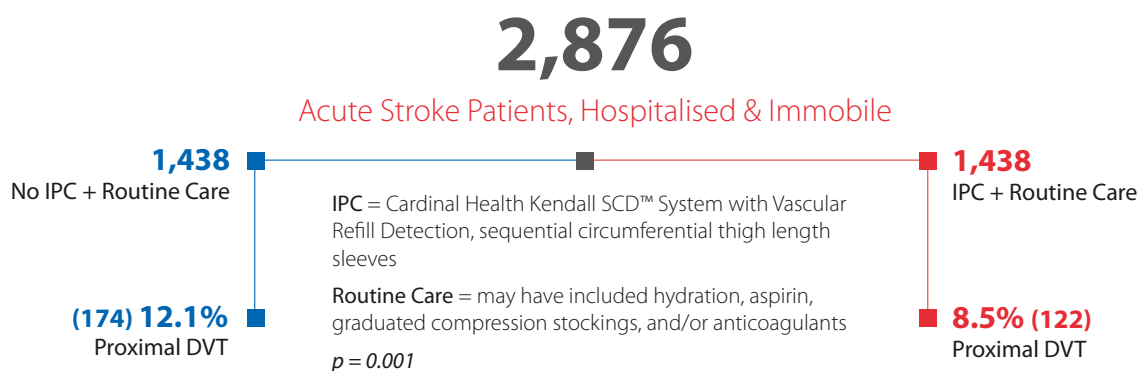 2,876
Acute Stroke Patients, Hospitalised & Immobile
1,438
No IPC + Routine Care
1,438
IPC + Routine Care
IPC = Cardinal Health Kendall SCD™ System with Vascular
Refill Detection, sequential circumferential thigh length
sleeves
Routine Care = may have included hydration, aspirin,
graduated compression stockings, and/or anticoagulants
p = 0.001
(174) 12.1%
Proximal DVT
8.5% (122)
Proximal DVT